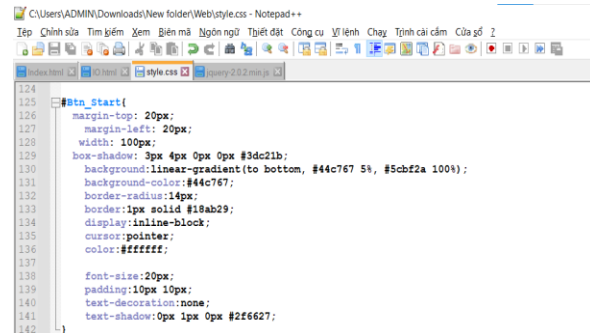 C:\Users\ADMIN\Downloads\New folder\Web\style.css - Notepad++
Tệp Chỉnh sửa Tìm kiếm Xem Biên mã Ngôn ngữ Thiết đặt Công cụ Vĩ lệnh Chạy Trình cài cắm Cửa sổ ?
Index.html IO.html style.css jquery-2.0.2.min.js
124
125 #Btn_Start{
126 margin-top: 20px;
127 margin-left: 20px;
128 width: 100px;
129 box-shadow: 3px 4px 0px 0px #3dc21b;
130 background:linear-gradient(to bottom, #44c767 5%, #5cbf2a 100%);
131 background-color:#44c767;
132 border-radius:14px;
133 border:1px solid #18ab29;
134 display:inline-block;
135 cursor:pointer;
136 color:#ffffff;
137
138 font-size:20px;
139 padding:10px 10px;
140 text-decoration:none;
141 text-shadow:0px 1px 0px #2f6627;
142 }